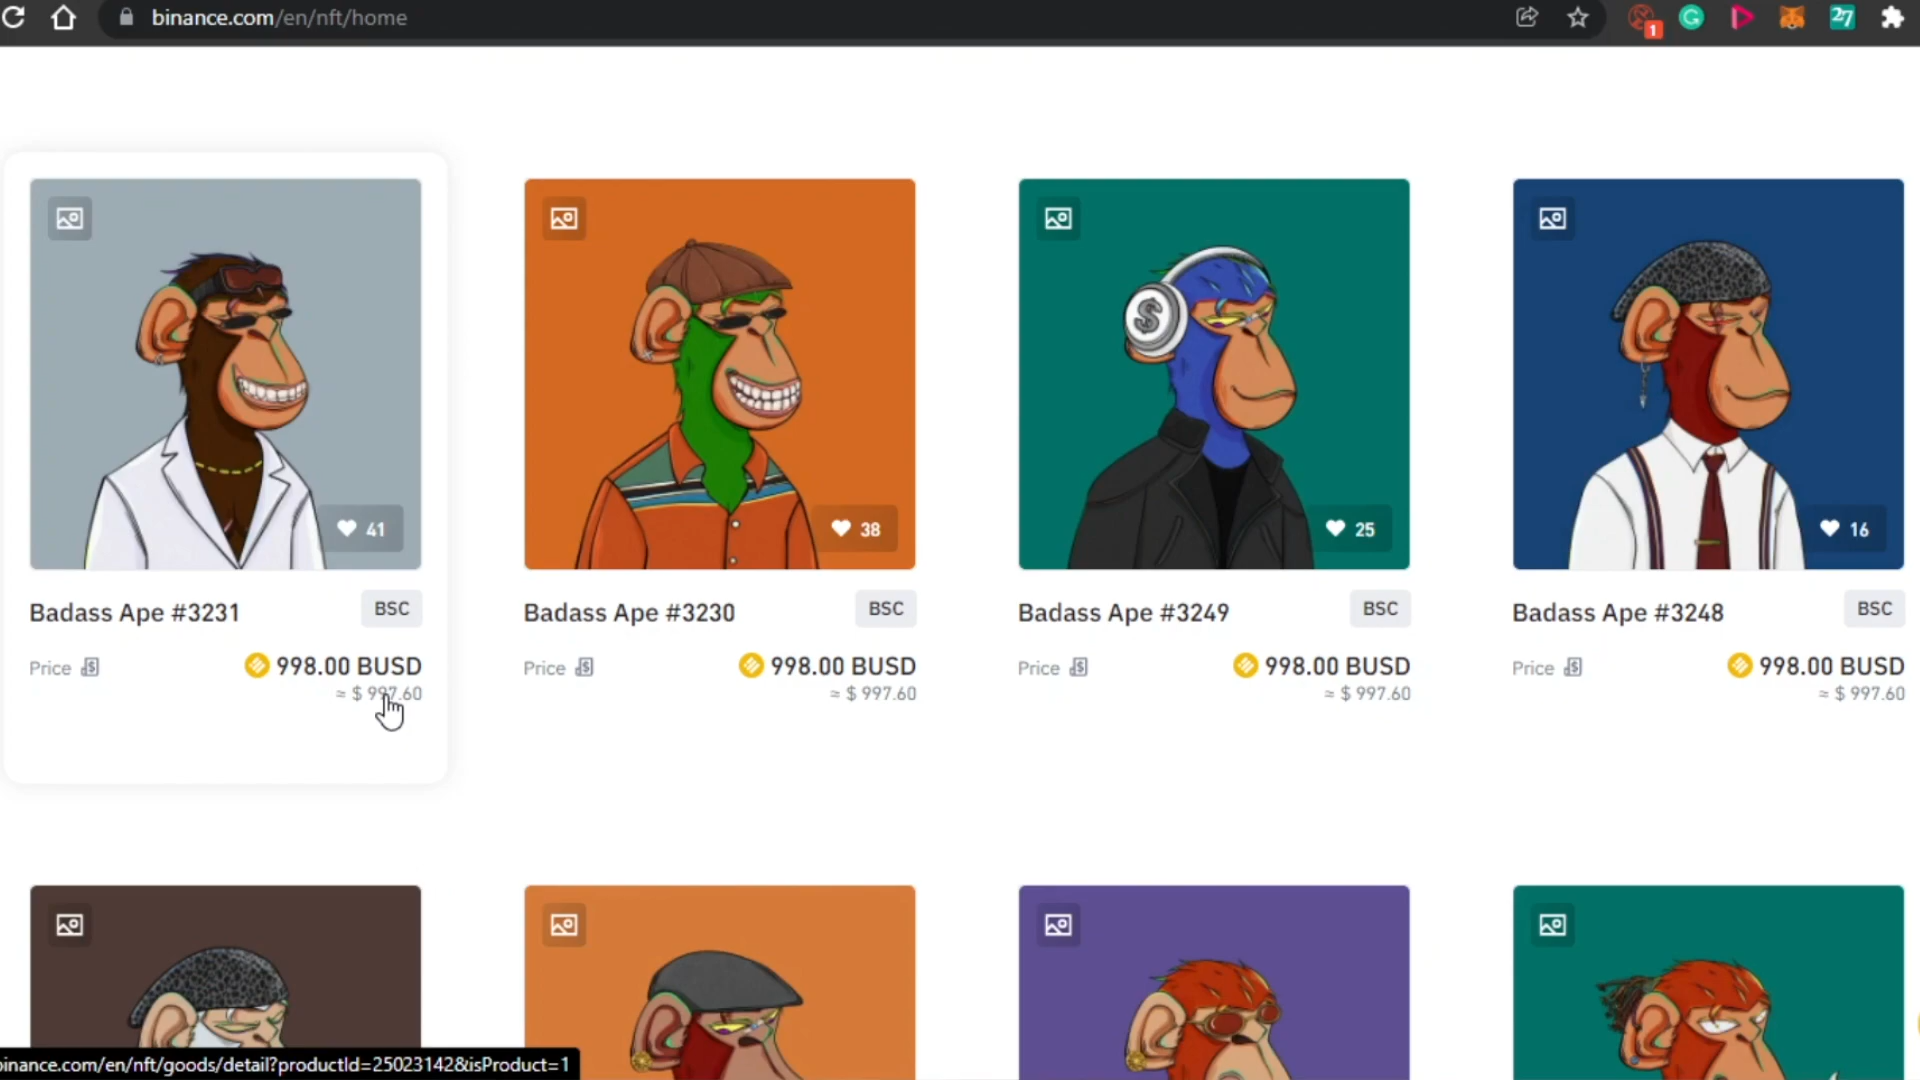 binance.com/en/nft/home
1
27
41
38
25
16
Badass Ape #3231 BSC
Badass Ape #3230 BSC
Badass Ape #3249 BSC
Badass Ape #3248 BSC
Price 998.00 BUSD
≈ $ 997.60
Price 998.00 BUSD
≈ $ 997.60
Price 998.00 BUSD
≈ $ 997.60
Price 998.00 BUSD
≈ $ 997.60
binance.com/en/nft/goods/detail?productId=25023142&isProduct=1